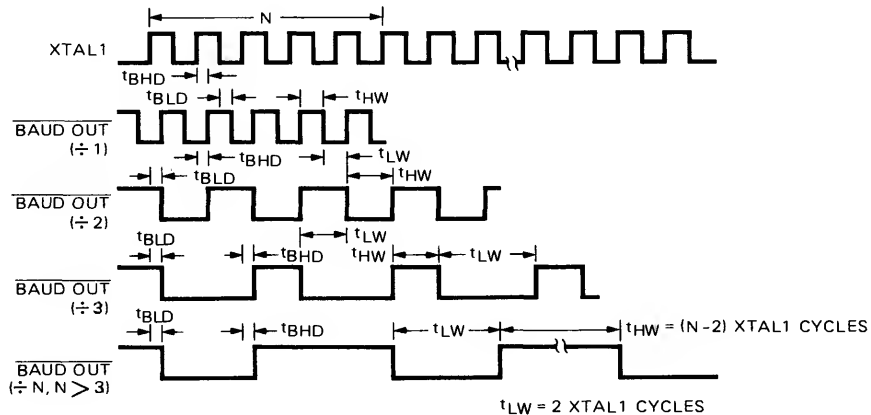 N
XTAL1
tBHD
tBLD
tHW
BAUD OUT
(÷ 1)
tBHD
tLW
tBLD
tHW
BAUD OUT
(÷ 2)
tLW
tBLD
tBHD
tHW
tLW
BAUD OUT
(÷ 3)
tBLD
tBHD
tLW
tHW = (N-2) XTAL1 CYCLES
BAUD OUT
(÷ N, N > 3)
tLW = 2 XTAL1 CYCLES